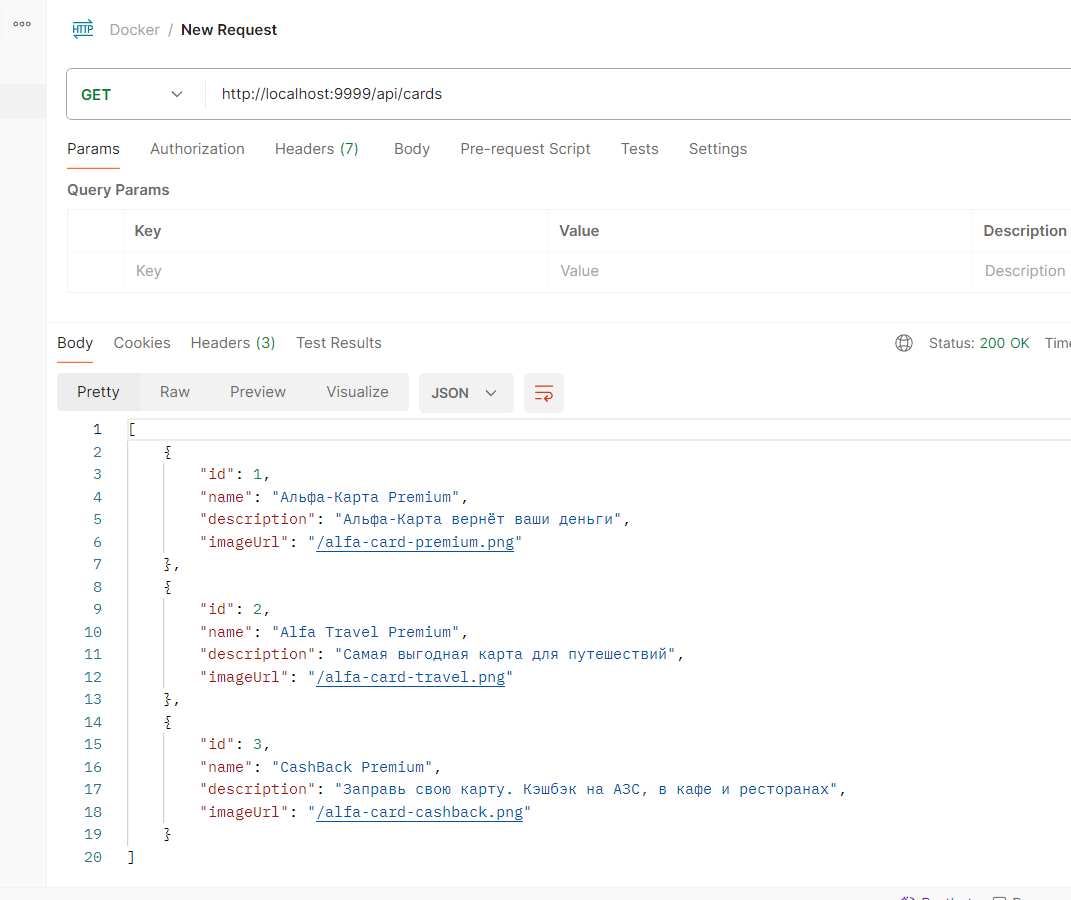 HTTP Docker / New Request
GET http://localhost:9999/api/cards
Params Authorization Headers (7) Body Pre-request Script Tests Settings
Query Params
Key Value Description
Key Value Description
Body Cookies Headers (3) Test Results Status: 200 OK
Pretty Raw Preview Visualize JSON
1 [
2 {
3 "id": 1,
4 "name": "Альфа-Карта Premium",
5 "description": "Альфа-Карта вернёт ваши деньги",
6 "imageUrl": "/alfa-card-premium.png"
7 },
8 {
9 "id": 2,
10 "name": "Alfa Travel Premium",
11 "description": "Самая выгодная карта для путешествий",
12 "imageUrl": "/alfa-card-travel.png"
13 },
14 {
15 "id": 3,
16 "name": "CashBack Premium",
17 "description": "Заправь свою карту. Кэшбэк на АЗС, в кафе и ресторанах",
18 "imageUrl": "/alfa-card-cashback.png"
19 }
20 ]